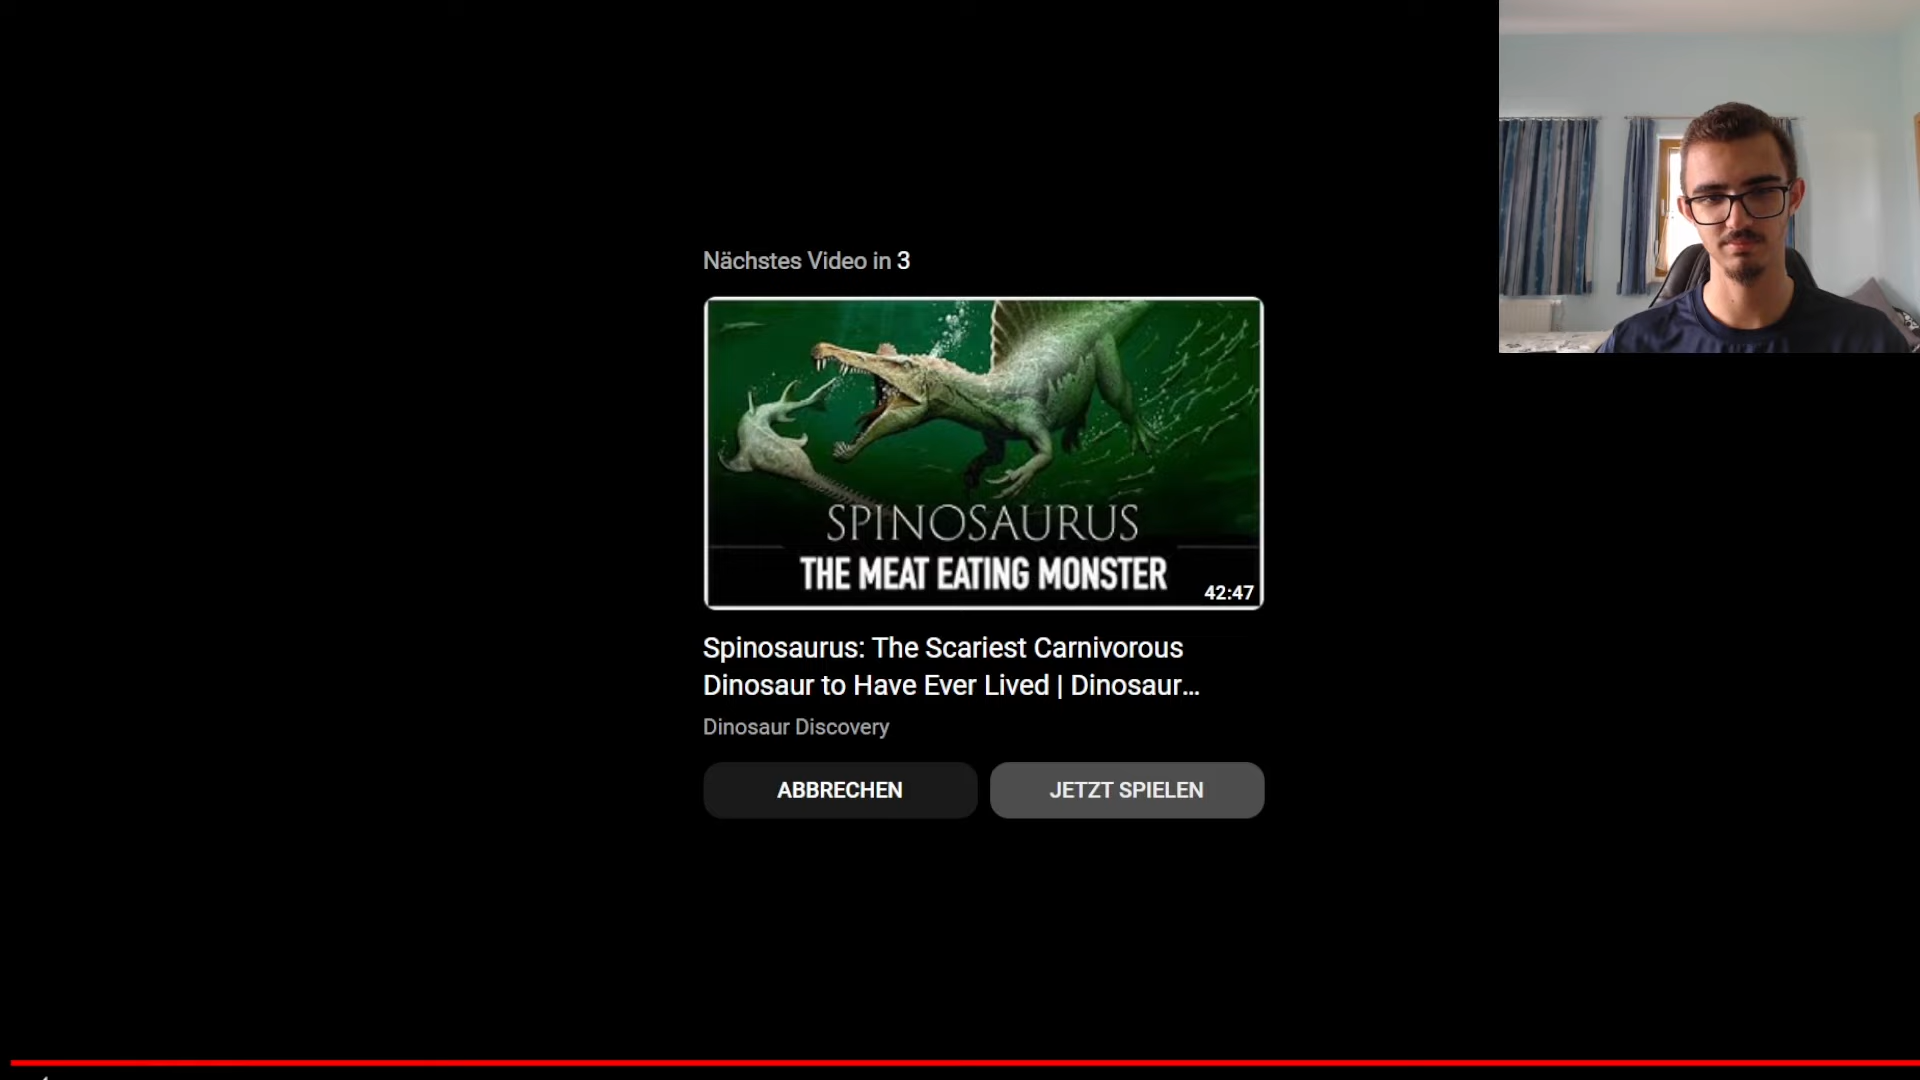 Nächstes Video in 3
SPINOSAURUS
THE MEAT EATING MONSTER
42:47
Spinosaurus: The Scariest Carnivorous
Dinosaur to Have Ever Lived | Dinosaur...
Dinosaur Discovery
ABBRECHEN
JETZT SPIELEN